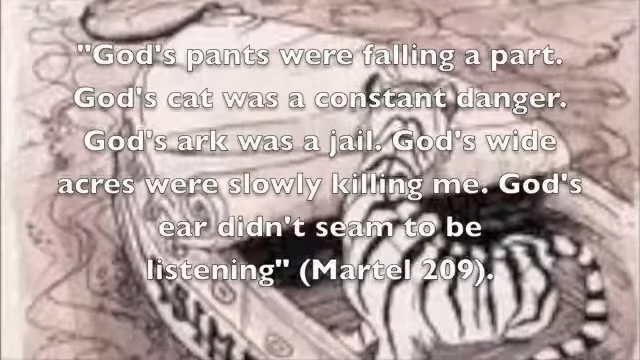 "God's pants were falling a part.
God's cat was a constant danger.
God's ark was a jail. God's wide
acres were slowly killing me. God's
ear didn't seam to be
listening" (Martel 209).